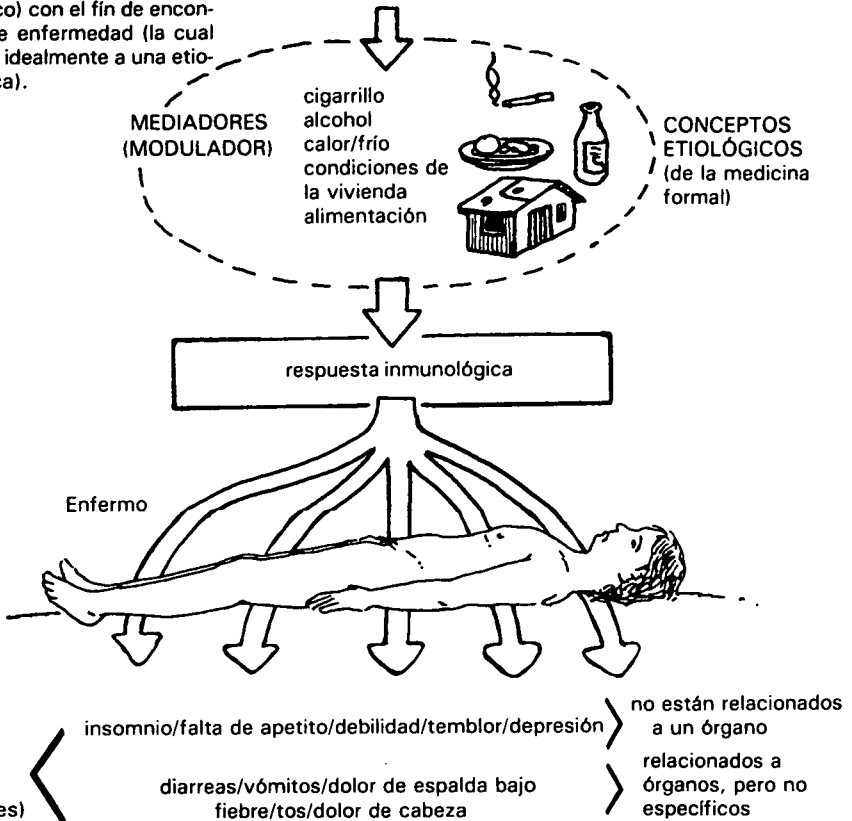 co) con el fín de encon-
e enfermedad (la cual
idealmente a una etio-
ca).
MEDIADORES
(MODULADOR)
cigarrillo
alcohol
calor/frío
condiciones de
la vivienda
alimentación
CONCEPTOS
ETIOLÓGICOS
(de la medicina
formal)
respuesta inmunológica
Enfermo
insomnio/falta de apetito/debilidad/temblor/depresión
no están relacionados
a un órgano
diarreas/vómitos/dolor de espalda bajo
fiebre/tos/dolor de cabeza
relacionados a
órganos, pero no
específicos
es)